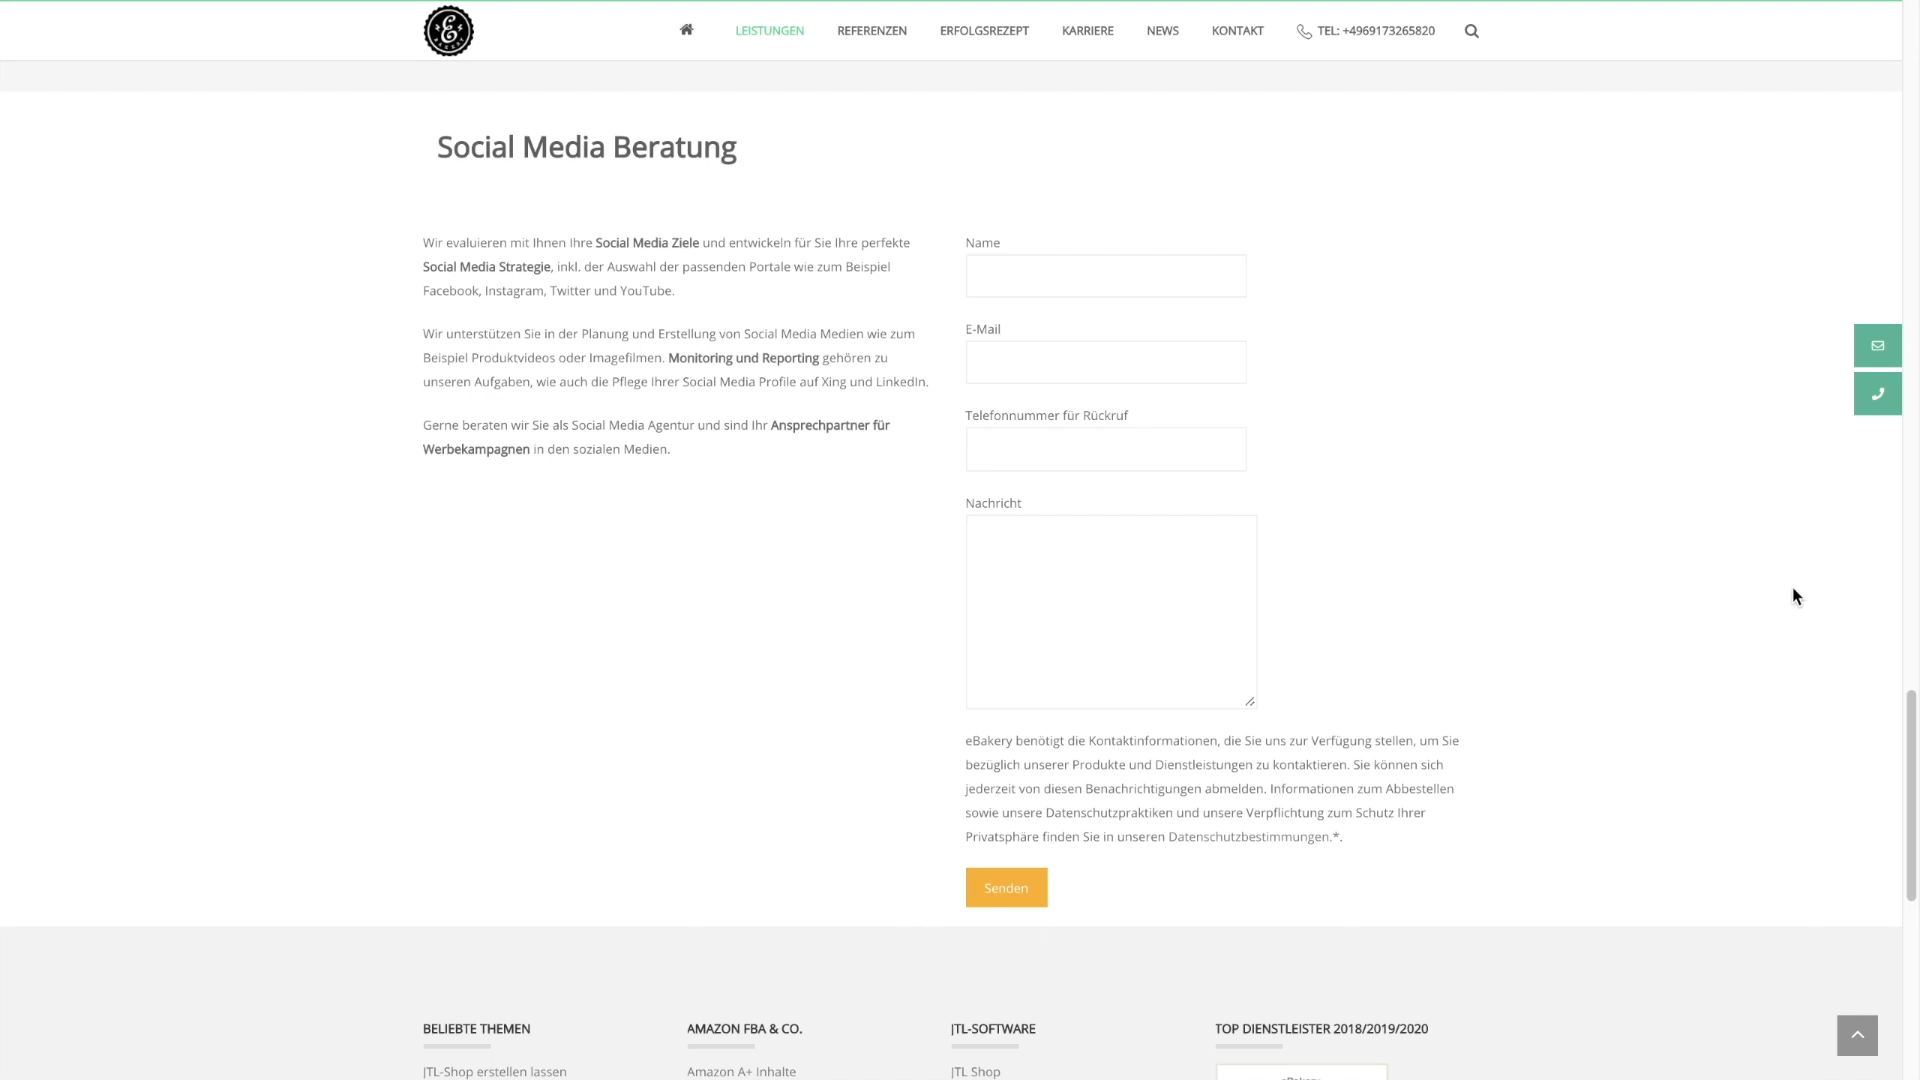 LEISTUNGEN REFERENZEN ERFOLGSREZEPT KARRIERE NEWS KONTAKT TEL: +4969173265820
Social Media Beratung
Wir evaluieren mit Ihnen Ihre Social Media Ziele und entwickeln für Sie Ihre perfekte
Social Media Strategie, inkl. der Auswahl der passenden Portale wie zum Beispiel
Facebook, Instagram, Twitter und YouTube.
Wir unterstützen Sie in der Planung und Erstellung von Social Media Medien wie zum
Beispiel Produktvideos oder Imagefilmen. Monitoring und Reporting gehören zu
unseren Aufgaben, wie auch die Pflege Ihrer Social Media Profile auf Xing und LinkedIn.
Gerne beraten wir Sie als Social Media Agentur und sind Ihr Ansprechpartner für
Werbekampagnen in den sozialen Medien.
Name
E-Mail
Telefonnummer für Rückruf
Nachricht
eBakery benötigt die Kontaktinformationen, die Sie uns zur Verfügung stellen, um Sie
bezüglich unserer Produkte und Dienstleistungen zu kontaktieren. Sie können sich
jederzeit von diesen Benachrichtigungen abmelden. Informationen zum Abbestellen
sowie unsere Datenschutzpraktiken und unsere Verpflichtung zum Schutz Ihrer
Privatsphäre finden Sie in unseren Datenschutzbestimmungen.*.
Senden
BELIEBTE THEMEN
JTL-Shop erstellen lassen
AMAZON FBA & CO.
Amazon A+ Inhalte
JTL-SOFTWARE
JTL Shop
TOP DIENSTLEISTER 2018/2019/2020